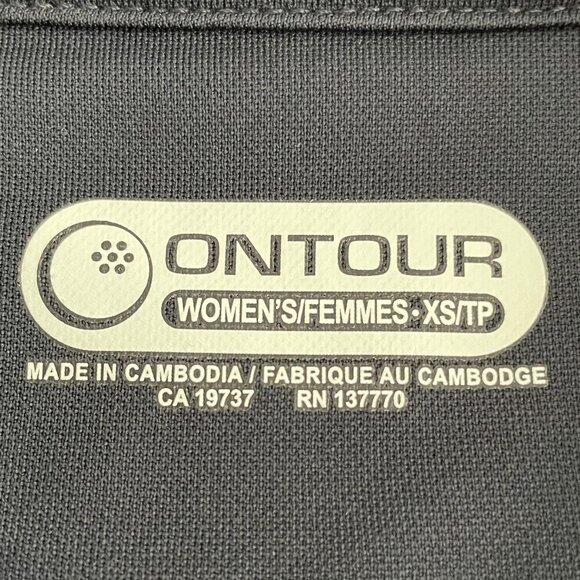 ONTOUR
WOMEN'S/FEMMES • XS/TP
MADE IN CAMBODIA / FABRIQUE AU CAMBODGE
CA 19737 RN 137770